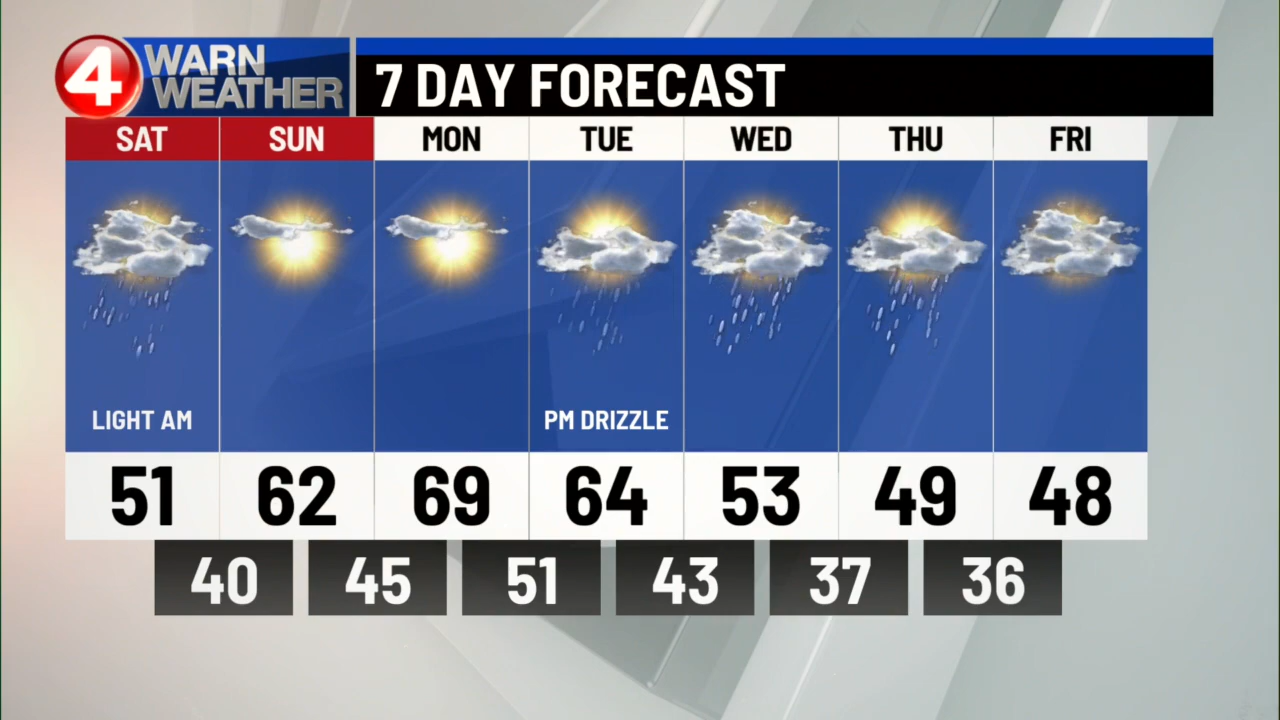 4 WARN
WEATHER
7 DAY FORECAST
SAT SUN MON TUE WED THU FRI
LIGHT AM PM DRIZZLE
51 62 69 64 53 49 48
40 45 51 43 37 36